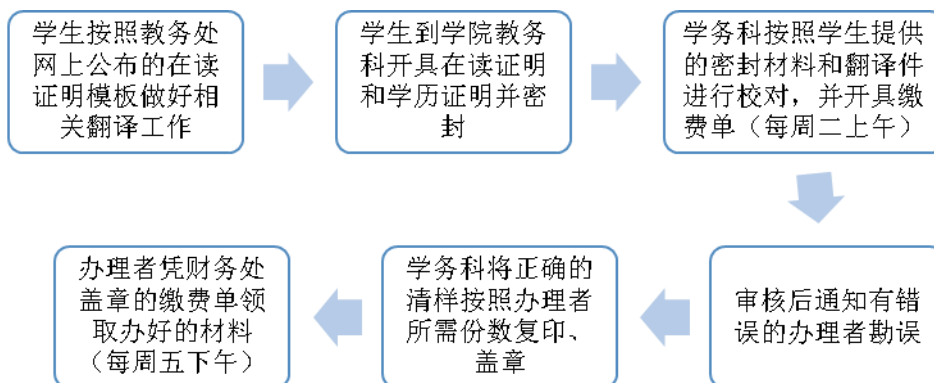 学生按照教务处
网上公布的在读
证明模板做好相
关翻译工作
学生到学院教务
科开具在读证明
和学历证明并密
封
学务科按照学生提供
的密封材料和翻译件
进行校对，并开具缴
费单（每周二上午）
审核后通知有错
误的办理者勘误
学务科将正确的
清样按照办理者
所需份数复印、
盖章
办理者凭财务处
盖章的缴费单领
取办好的材料
（每周五下午）